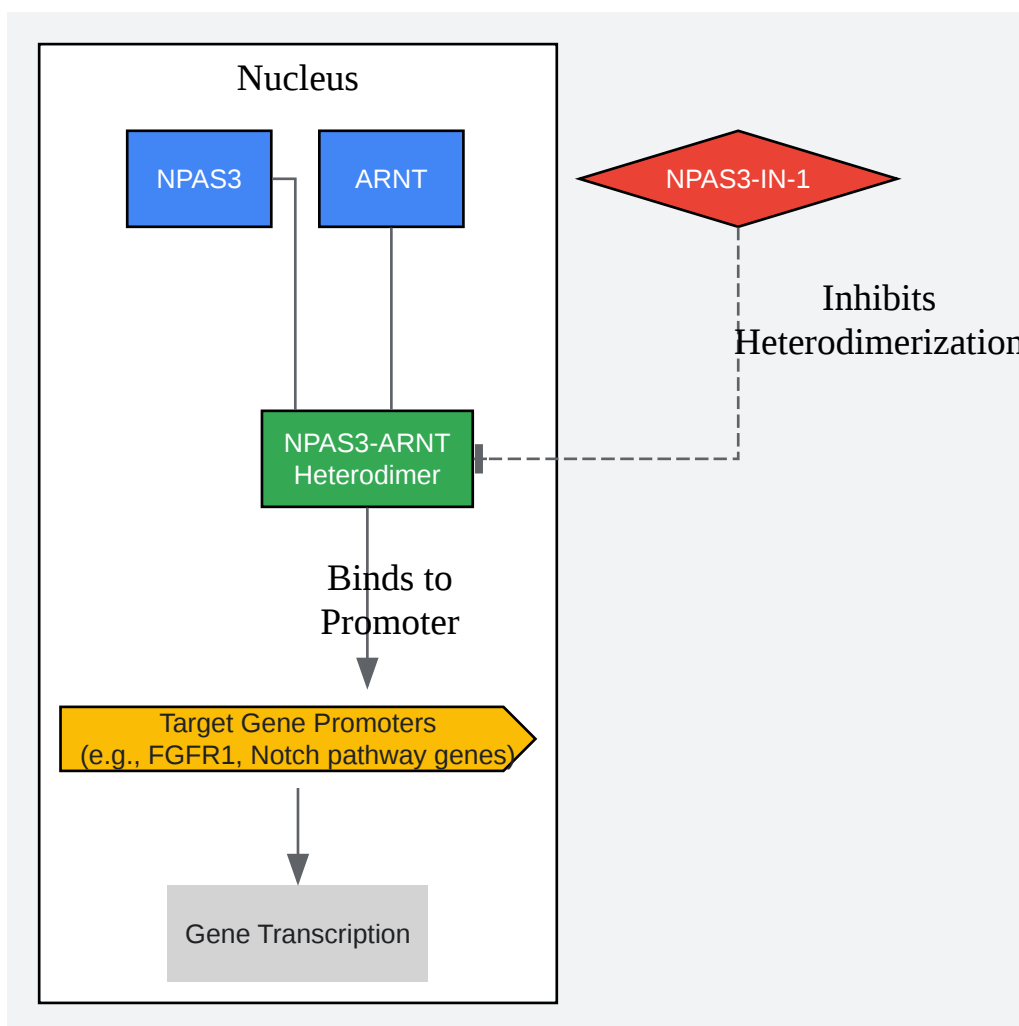 Nucleus
NPAS3
ARNT
NPAS3-IN-1
Inhibits
Heterodimerization
NPAS3-ARNT
Heterodimer
Binds to
Promoter
Target Gene Promoters
(e.g., FGFR1, Notch pathway genes)
Gene Transcription